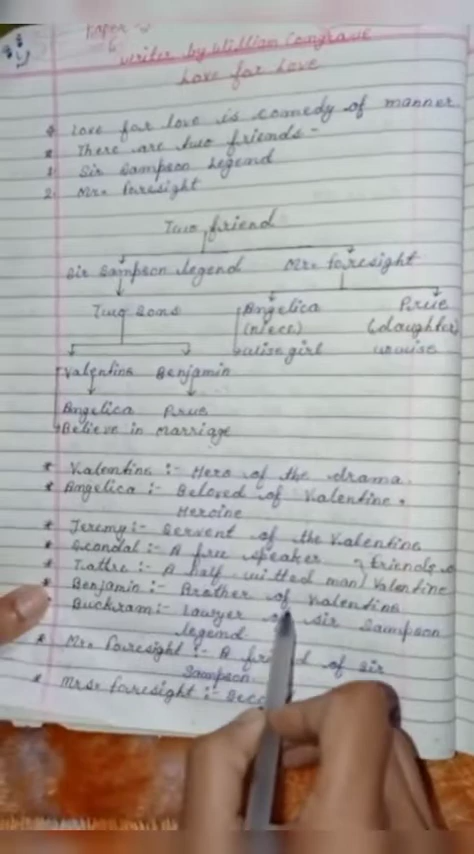 Paper
writer by William Congrave
Love for Love
* Love for love is comedy of manner
* There are two friends -
1. Sir Sampson Legend
2. Mr. Foresight
Two friend
Sir Sampson Legend Mr. foresight
Two sons Angelica Prue
(niece) (daughter)
wise girl unwise
Valentine Benjamin
Angelica Prue
Believe in marriage
* Valentine :- Hero of the drama.
* Angelica :- Beloved of Valentine.
Heroine
* Jeremy :- Servent of the Valentine
* Scandal :- A free speaker friends of
* Tattre :- A half witted man Valentine
* Benjamin :- Brother of Valentine
* Buckram :- Lawyer of Sir Sampson
legend
* Mr. Foresight :- A friend of Sir
Sampson
* Mrs. foresight :-